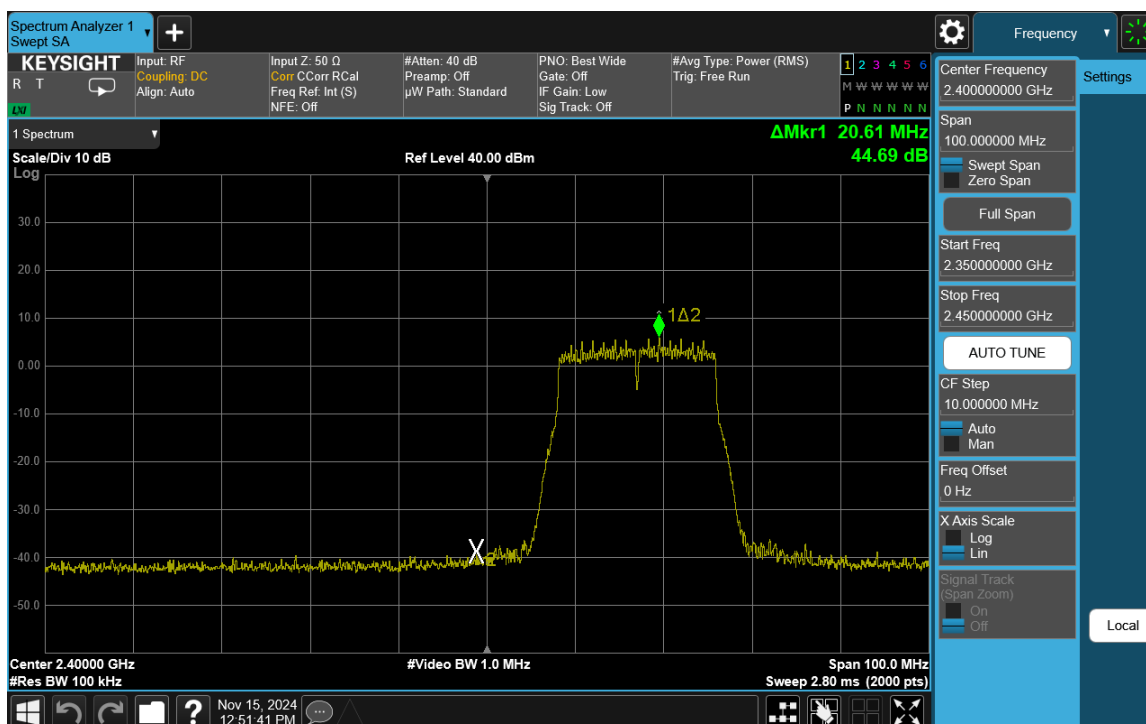 Spectrum Analyzer 1
Swept SA
Frequency
KEYSIGHT
R T
LXI
Input: RF
Coupling: DC
Align: Auto
Input Z: 50 Ω
Corr CCorr RCal
Freq Ref: Int (S)
NFE: Off
#Atten: 40 dB
Preamp: Off
µW Path: Standard
PNO: Best Wide
Gate: Off
IF Gain: Low
Sig Track: Off
#Avg Type: Power (RMS)
Trig: Free Run
1 2 3 4 5 6
M W W W W W
P N N N N N
1 Spectrum
ΔMkr1 20.61 MHz
44.69 dB
Scale/Div 10 dB
Ref Level 40.00 dBm
Log
30.0
20.0
10.0
0.00
-10.0
-20.0
-30.0
-40.0
-50.0
1Δ2
X2
Center 2.40000 GHz
#Video BW 1.0 MHz
Span 100.0 MHz
#Res BW 100 kHz
Sweep 2.80 ms (2000 pts)
Nov 15, 2024
12:51:41 PM
?
Center Frequency
2.400000000 GHz
Span
100.000000 MHz
Swept Span
Zero Span
Full Span
Start Freq
2.350000000 GHz
Stop Freq
2.450000000 GHz
AUTO TUNE
CF Step
10.000000 MHz
Auto
Man
Freq Offset
0 Hz
X Axis Scale
Log
Lin
Signal Track
(Span Zoom)
On
Off
Settings
Local